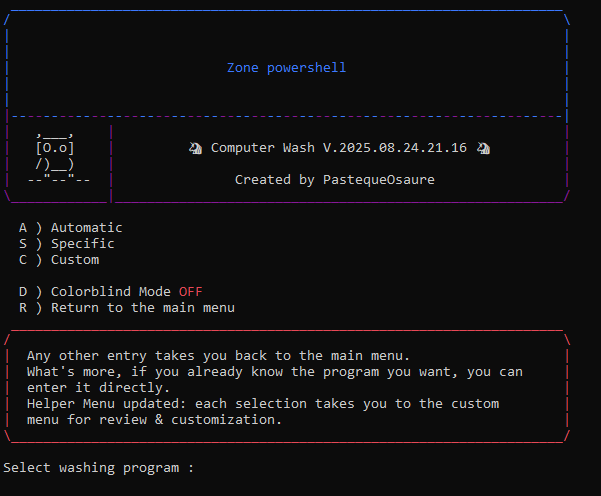 Zone powershell
Computer Wash V.2025.08.24.21.16
Created by PastequeOsaure
A ) Automatic
S ) Specific
C ) Custom
D ) Colorblind Mode OFF
R ) Return to the main menu
Any other entry takes you back to the main menu.
What's more, if you already know the program you want, you can
enter it directly.
Helper Menu updated: each selection takes you to the custom
menu for review & customization.
Select washing program :